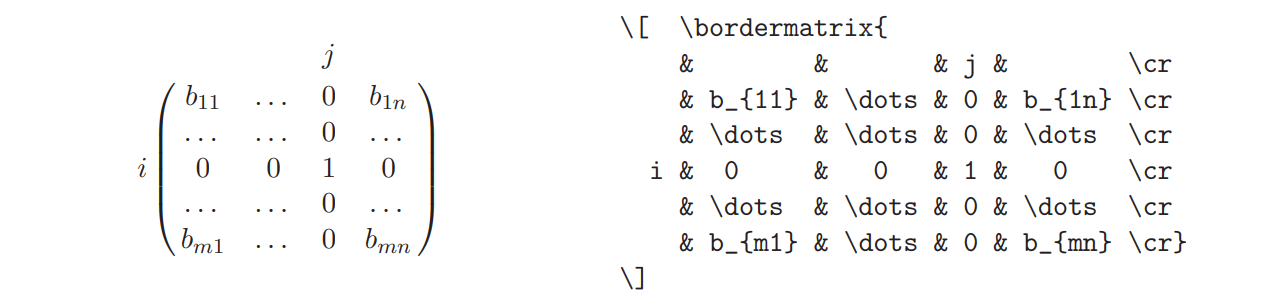 j
b11 ... 0 b1n
... ... 0 ...
i 0 0 1 0
... ... 0 ...
bm1 ... 0 bmn
\[ \bordermatrix{
& & & j & \cr
& b_{11} & \dots & 0 & b_{1n} \cr
& \dots & \dots & 0 & \dots \cr
i & 0 & 0 & 1 & 0 \cr
& \dots & \dots & 0 & \dots \cr
& b_{m1} & \dots & 0 & b_{mn} \cr}
\]